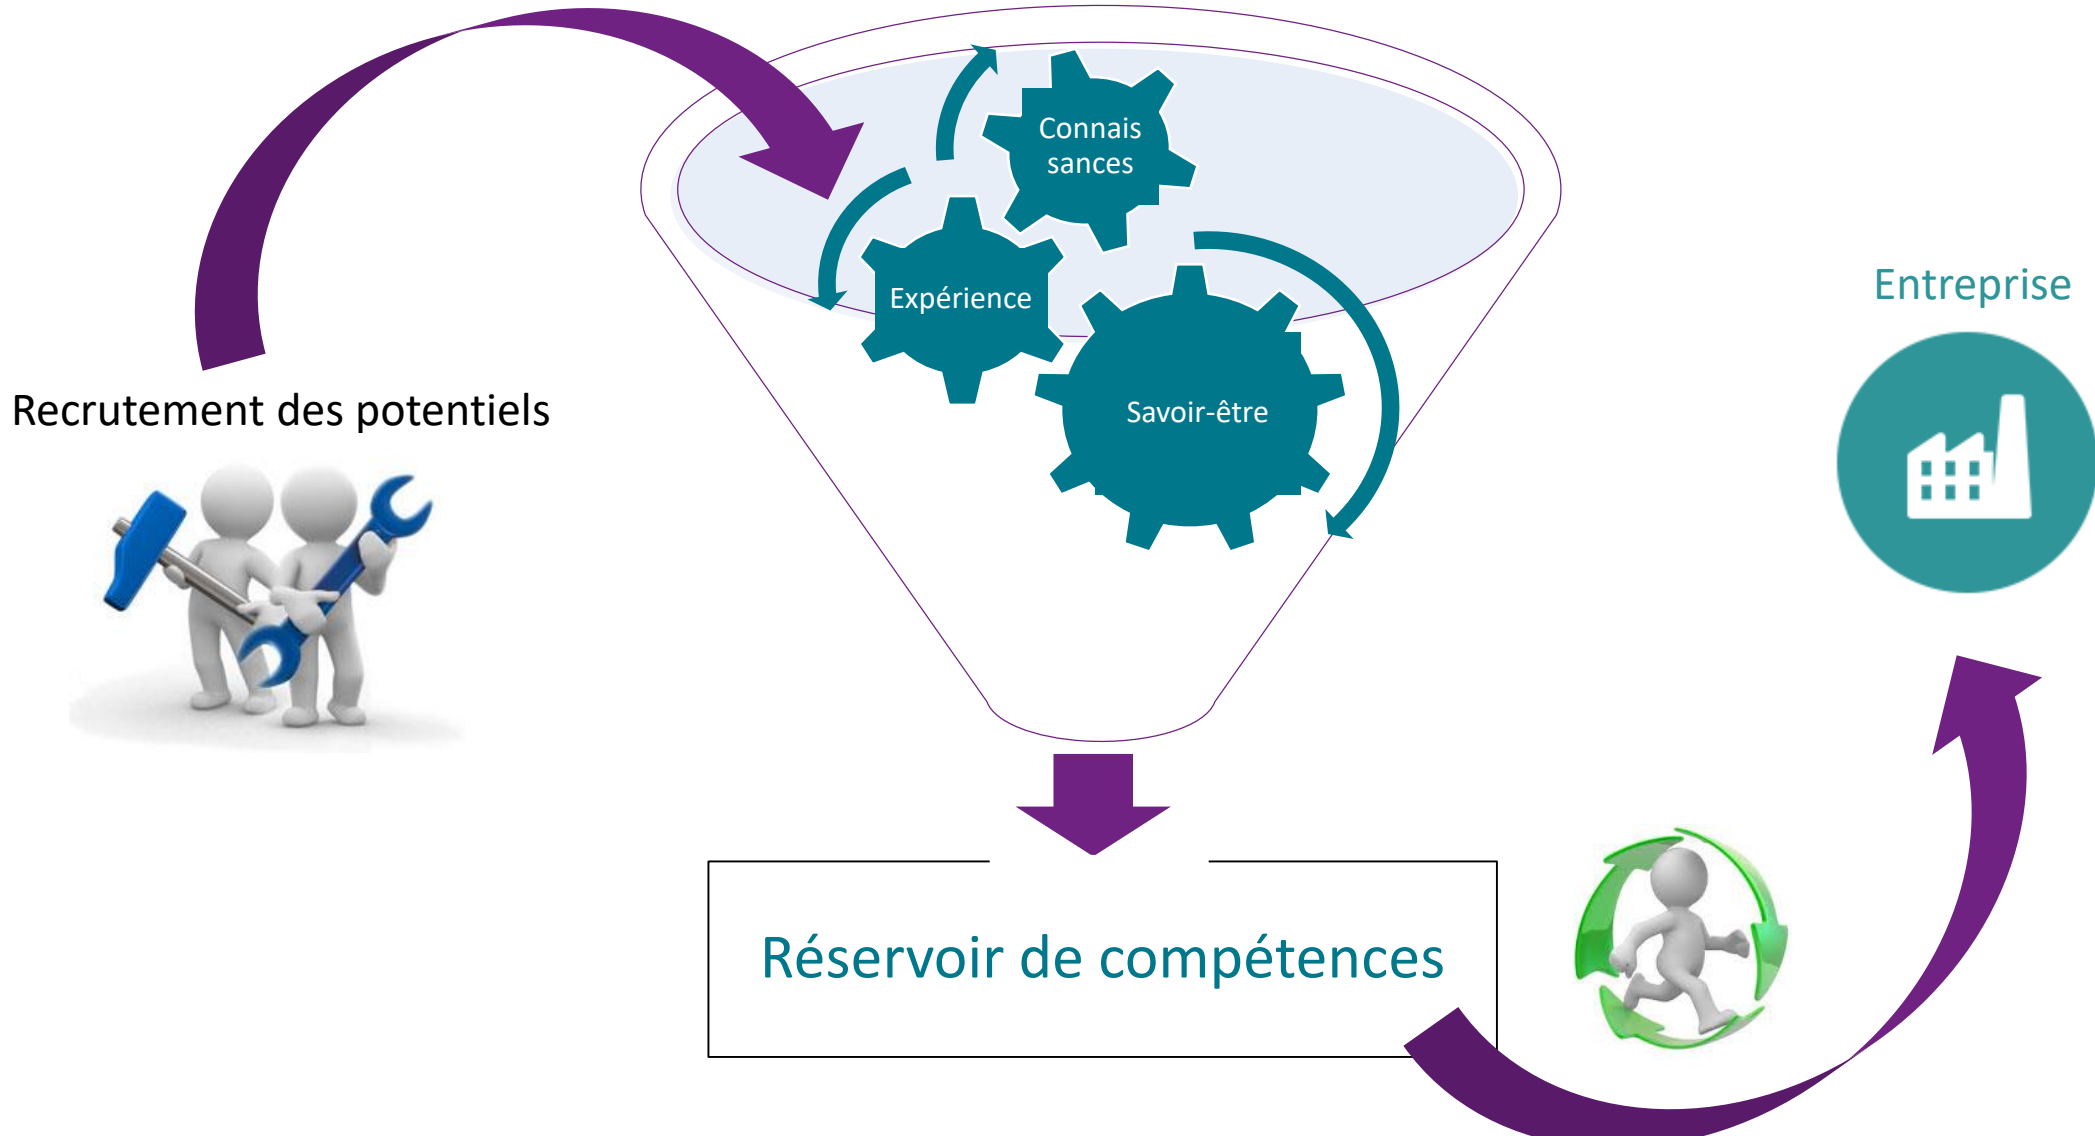 Connais
sances
Expérience
Savoir-être
Entreprise
Recrutement des potentiels
Réservoir de compétences